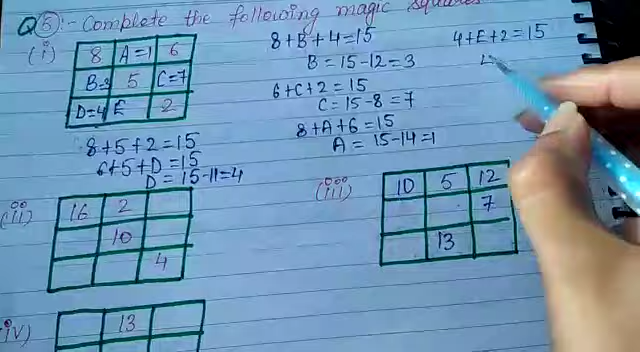 Q(5):- Complete the following magic squares
(i)
8 A=1 6
B=3 5 C=7
D=4 E 2
8+5+2=15
6+5+D=15
D=15-11=4
8+B+4=15
B=15-12=3
6+C+2=15
C=15-8=7
8+A+6=15
A=15-14=1
4+E+2=15
(ii)
16 2
10
4
(iii)
10 5 12
7
13
iv)
13